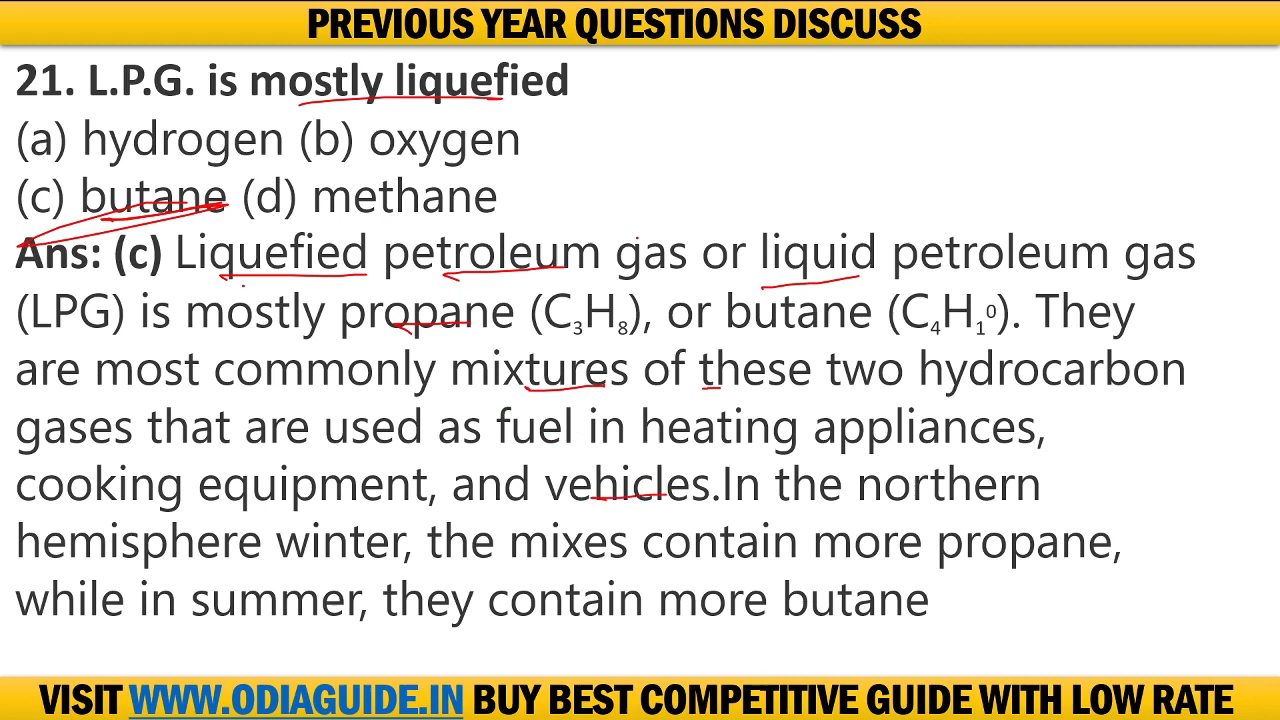 PREVIOUS YEAR QUESTIONS DISCUSS
21. L.P.G. is mostly liquefied
(a) hydrogen (b) oxygen
(c) butane (d) methane
Ans: (c) Liquefied petroleum gas or liquid petroleum gas
(LPG) is mostly propane (C₃H₈), or butane (C₄H₁⁰). They
are most commonly mixtures of these two hydrocarbon
gases that are used as fuel in heating appliances,
cooking equipment, and vehicles.In the northern
hemisphere winter, the mixes contain more propane,
while in summer, they contain more butane
VISIT WWW.ODIAGUIDE.IN BUY BEST COMPETITIVE GUIDE WITH LOW RATE